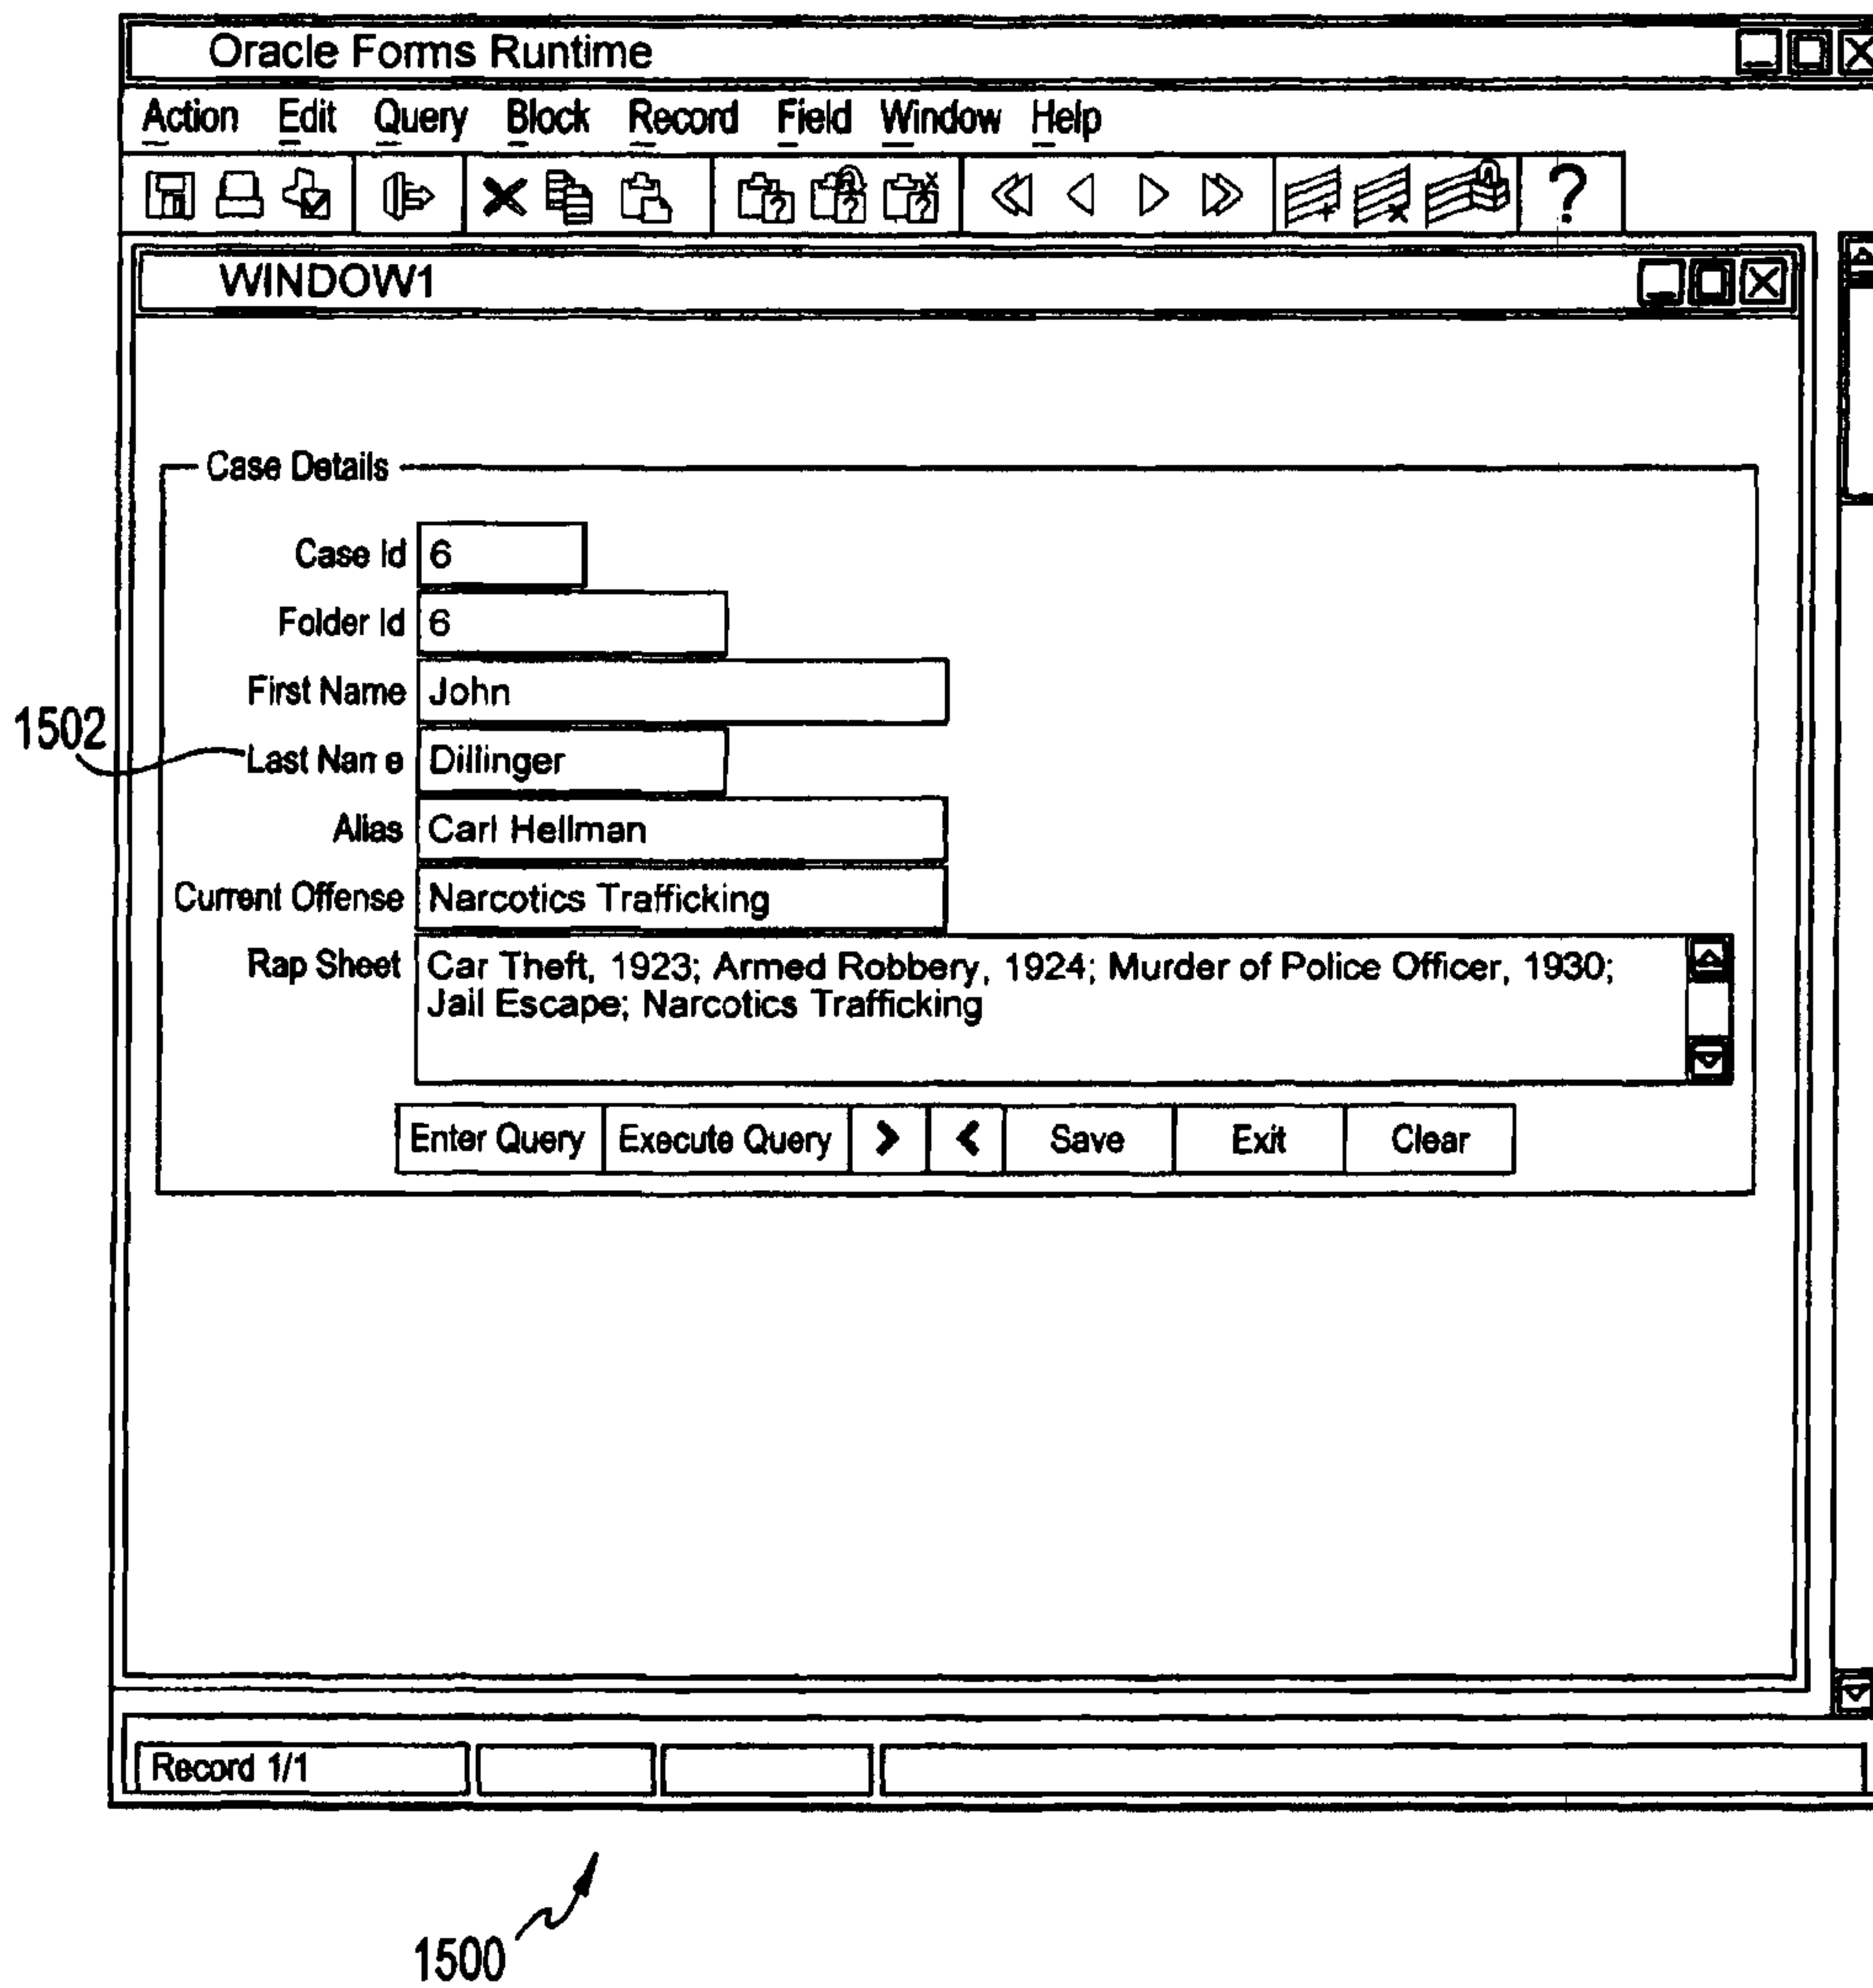 Oracle Forms Runtime
Action Edit Query Block Record Field Window Help
?
WINDOW1
Case Details
Case Id 6
Folder Id 6
First Name John
1502
Last Name Dillinger
Alias Carl Hellman
Current Offense Narcotics Trafficking
Rap Sheet Car Theft, 1923; Armed Robbery, 1924; Murder of Police Officer, 1930;
Jail Escape; Narcotics Trafficking
Enter Query Execute Query > < Save Exit Clear
Record 1/1
1500